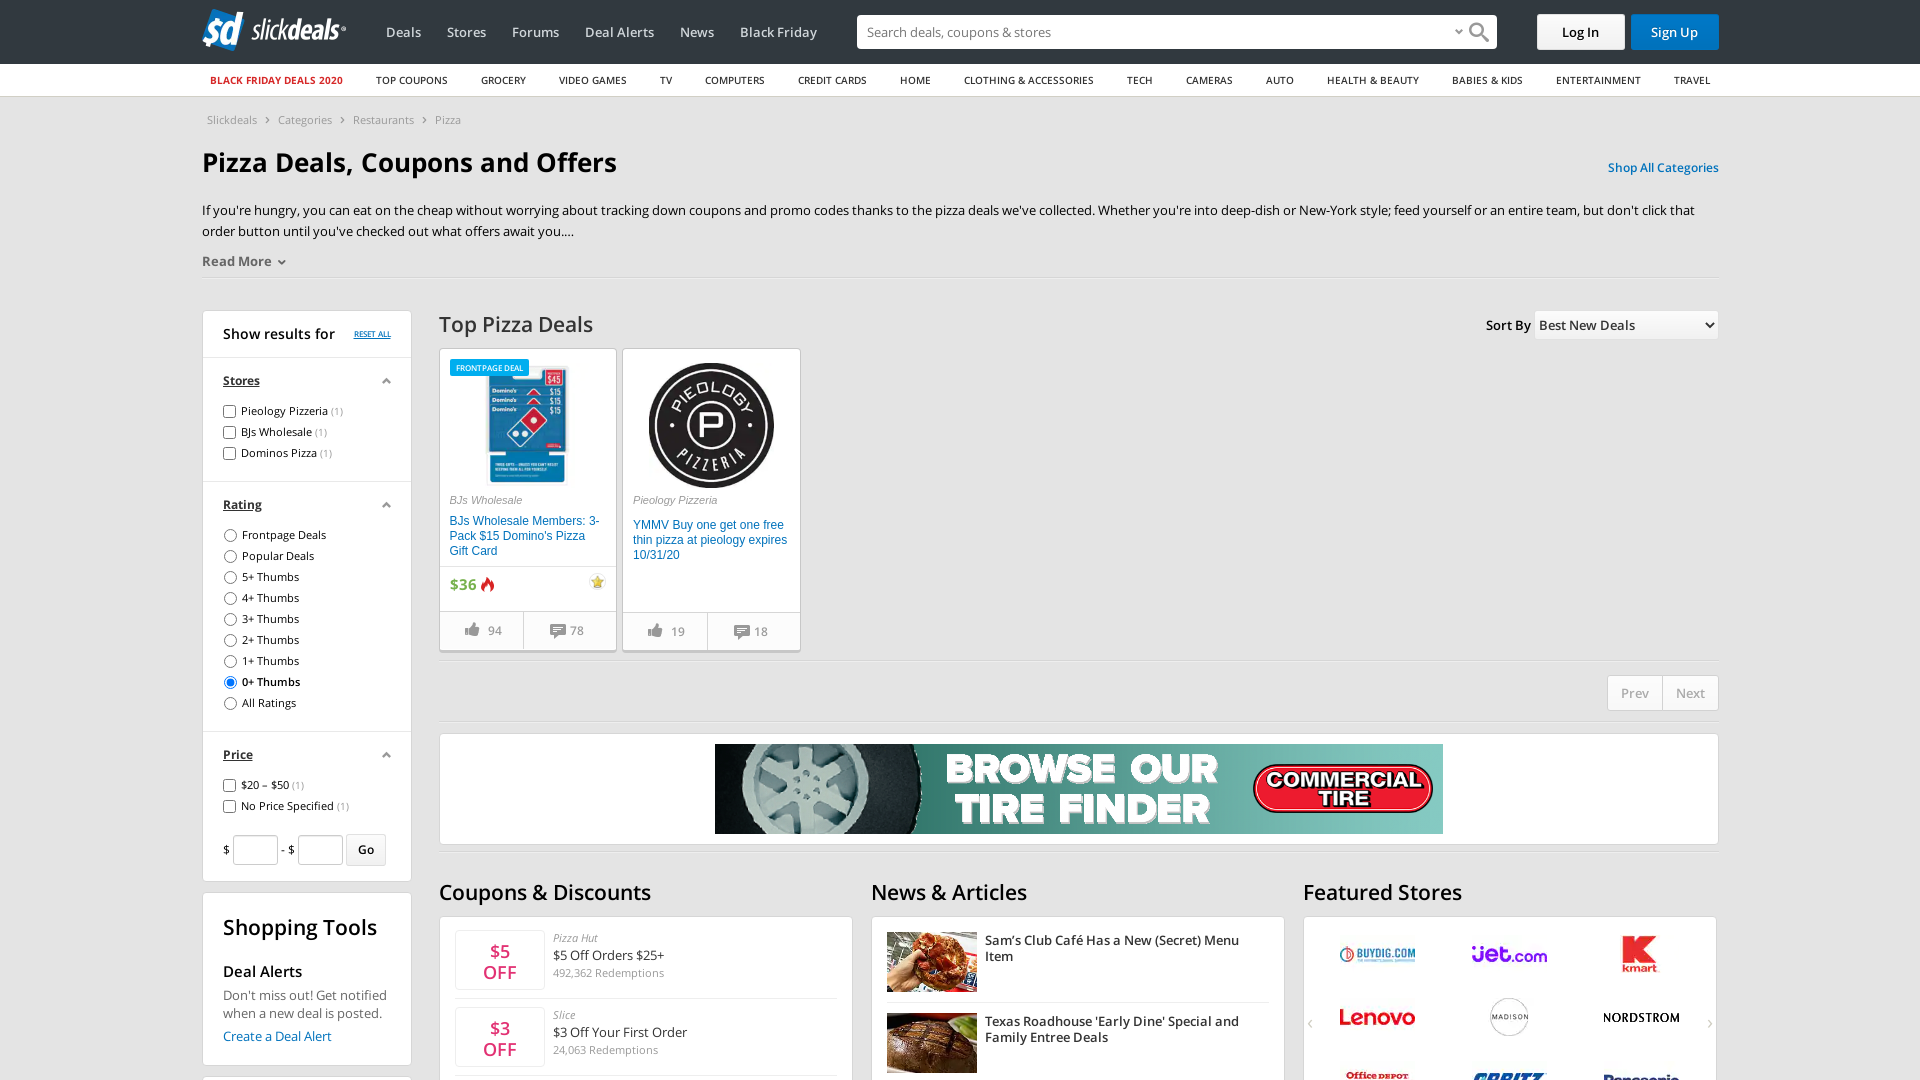 slickdeals
Deals
Stores
Forums
Deal Alerts
News
Black Friday
Search deals, coupons & stores
Log In
Sign Up
BLACK FRIDAY DEALS 2020
TOP COUPONS
GROCERY
VIDEO GAMES
TV
COMPUTERS
CREDIT CARDS
HOME
CLOTHING & ACCESSORIES
TECH
CAMERAS
AUTO
HEALTH & BEAUTY
BABIES & KIDS
ENTERTAINMENT
TRAVEL
Slickdeals > Categories > Restaurants > Pizza
Pizza Deals, Coupons and Offers
Shop All Categories
If you're hungry, you can eat on the cheap without worrying about tracking down coupons and promo codes thanks to the pizza deals we've collected. Whether you're into deep-dish or New-York style; feed yourself or an entire team, but don't click that
order button until you've checked out what offers await you....
Read More
Show results for
RESET ALL
Stores
Pieology Pizzeria (1)
BJs Wholesale (1)
Dominos Pizza (1)
Rating
Frontpage Deals
Popular Deals
5+ Thumbs
4+ Thumbs
3+ Thumbs
2+ Thumbs
1+ Thumbs
0+ Thumbs
All Ratings
Price
$20 – $50 (1)
No Price Specified (1)
$ - $ Go
Shopping Tools
Deal Alerts
Don't miss out! Get notified
when a new deal is posted.
Create a Deal Alert
Top Pizza Deals
Sort By Best New Deals
FRONTPAGE DEAL
$45
Domino's $15
Domino's $15
Domino's $15
BJs Wholesale
BJs Wholesale Members: 3-
Pack $15 Domino's Pizza
Gift Card
$36
94
78
PIEOLOGY
P
PIZZERIA
Pieology Pizzeria
YMMV Buy one get one free
thin pizza at pieology expires
10/31/20
19
18
Prev
Next
BROWSE OUR
TIRE FINDER
COMMERCIAL
TIRE
Coupons & Discounts
$5
OFF
Pizza Hut
$5 Off Orders $25+
492,362 Redemptions
$3
OFF
Slice
$3 Off Your First Order
24,063 Redemptions
News & Articles
Sam's Club Café Has a New (Secret) Menu
Item
Texas Roadhouse 'Early Dine' Special and
Family Entree Deals
Featured Stores
BUYDIG.COM
Jet.com
kmart
Lenovo
MADISON
NORDSTROM
Office DEPOT
ORBITZ
Panasonic